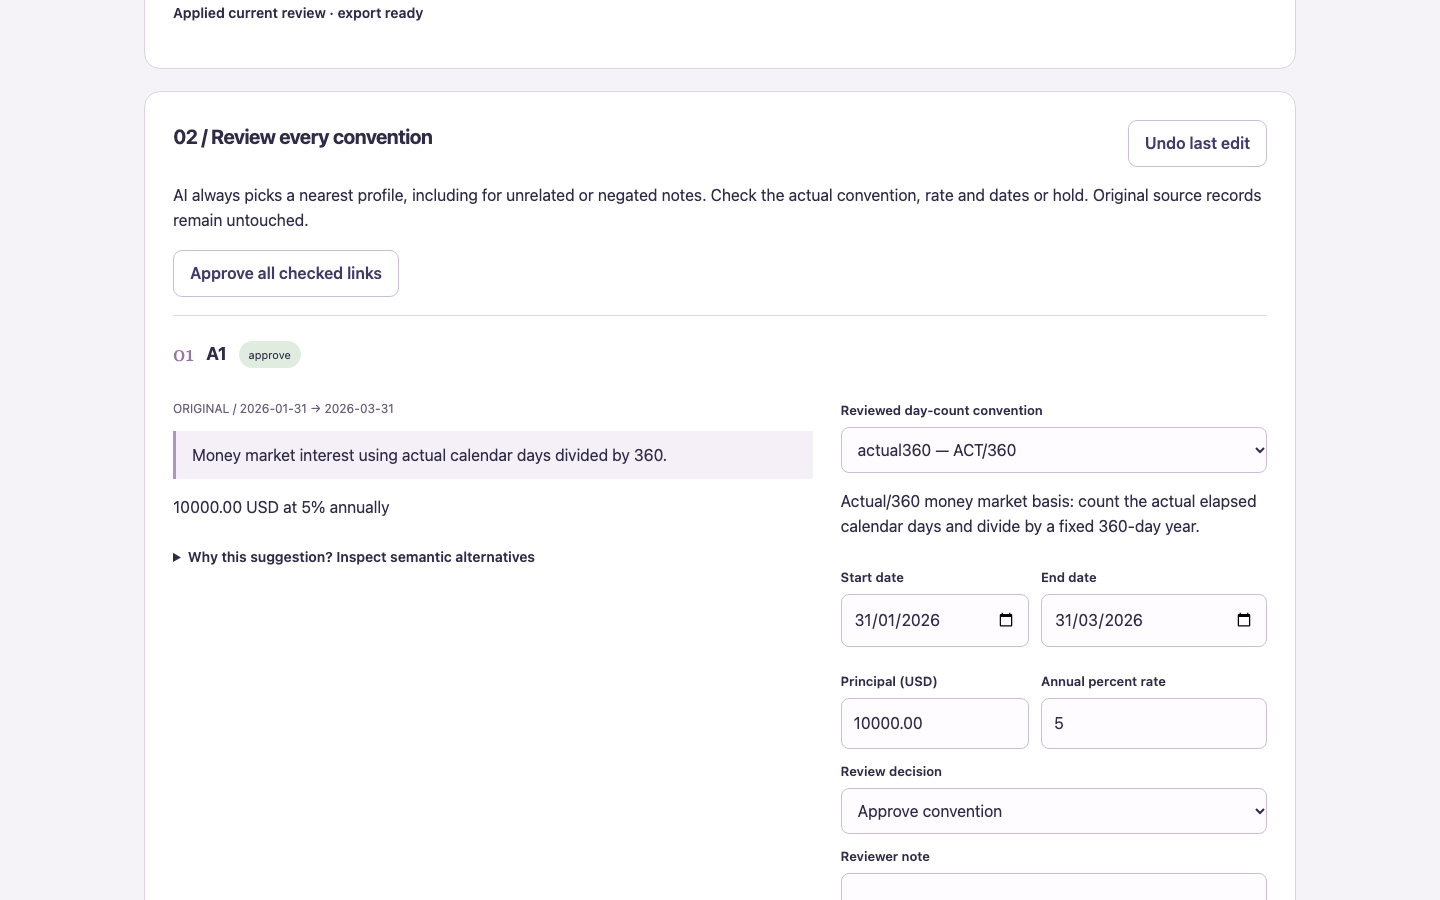 Applied current review · export ready
02 / Review every convention
Undo last edit
AI always picks a nearest profile, including for unrelated or negated notes. Check the actual convention, rate and dates or hold. Original source records
remain untouched.
Approve all checked links
01 A1 approve
ORIGINAL / 2026-01-31 → 2026-03-31
Money market interest using actual calendar days divided by 360.
10000.00 USD at 5% annually
Why this suggestion? Inspect semantic alternatives
Reviewed day-count convention
actual360 — ACT/360
Actual/360 money market basis: count the actual elapsed
calendar days and divide by a fixed 360-day year.
Start date End date
31/01/2026 31/03/2026
Principal (USD) Annual percent rate
10000.00 5
Review decision
Approve convention
Reviewer note